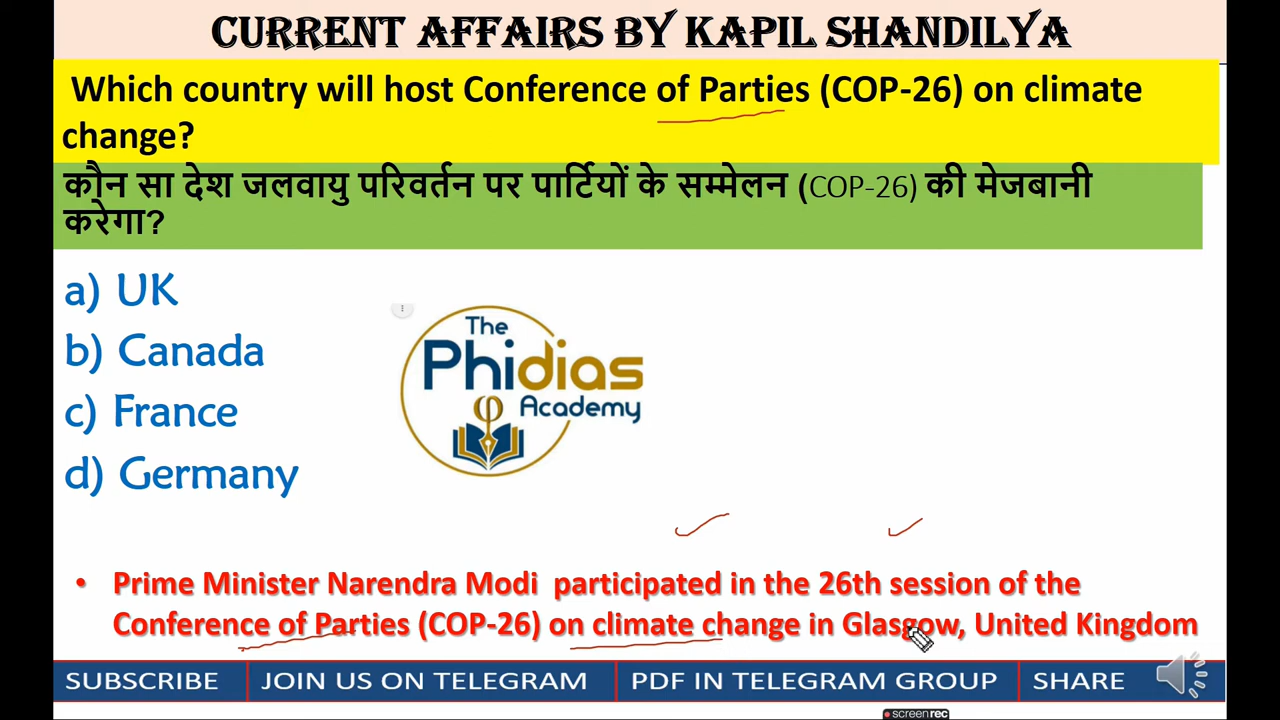 CURRENT AFFAIRS BY KAPIL SHANDILYA
Which country will host Conference of Parties (COP-26) on climate
change?
कौन सा देश जलवायु परिवर्तन पर पार्टियों के सम्मेलन (COP-26) की मेजबानी
करेगा?
a) UK
b) Canada
c) France
d) Germany
The
Phidias
Academy
• Prime Minister Narendra Modi participated in the 26th session of the
Conference of Parties (COP-26) on climate change in Glasgow, United Kingdom
SUBSCRIBE JOIN US ON TELEGRAM PDF IN TELEGRAM GROUP SHARE
screenrec